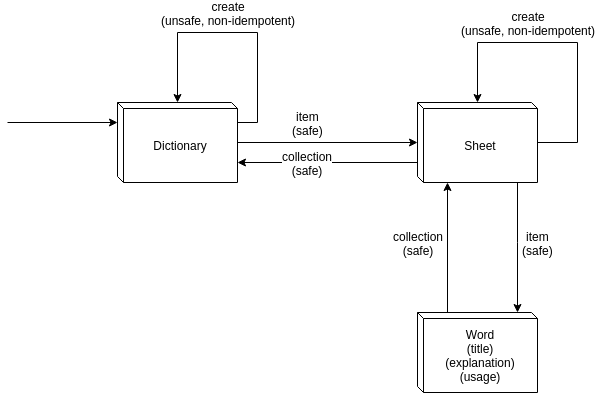 create
(unsafe, non-idempotent)
create
(unsafe, non-idempotent)
item
(safe)
Dictionary
Sheet
collection
(safe)
collection
(safe)
item
(safe)
Word
(title)
(explanation)
(usage)